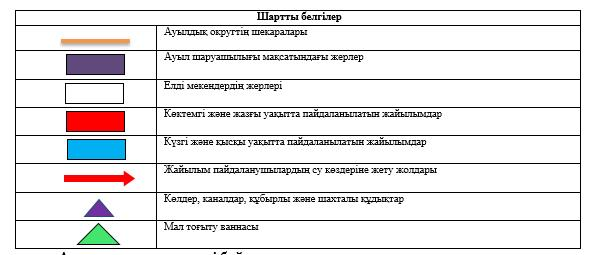 Шартты белгілер
Ауылдық округтің шекаралары
Ауыл шаруашылығы мақсатындағы жерлер
Елді мекендердің жерлері
Көктемгі және жазғы уақытта пайдаланылатын жайылымдар
Күзгі және қысқы уақытта пайдаланылатын жайылымдар
Жайылым пайдаланушылардың су көздеріне жету жолдары
Көлдер, каналдар, құбырлы және шахталы құдықтар
Мал тоғыту ваннасы